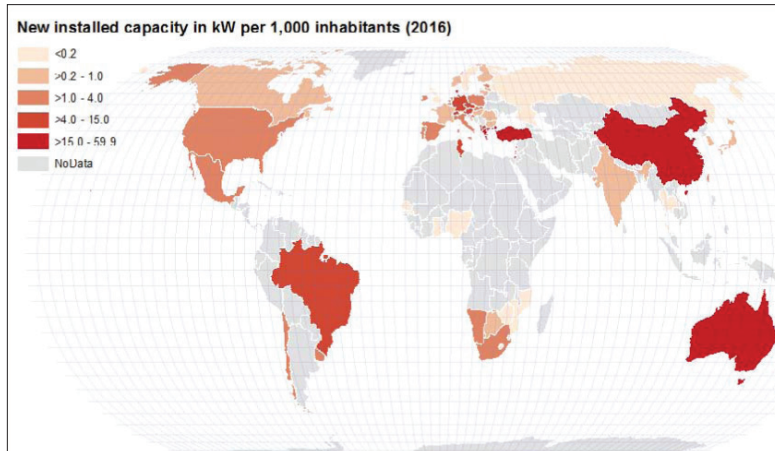 New installed capacity in kW per 1,000 inhabitants (2016)
<0.2
>0.2 - 1.0
>1.0 - 4.0
>4.0 - 15.0
>15.0 - 59.9
NoData